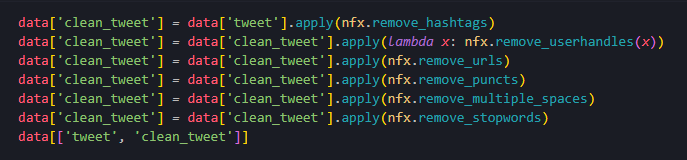 data['clean_tweet'] = data['tweet'].apply(nfx.remove_hashtags)
data['clean_tweet'] = data['clean_tweet'].apply(lambda x: nfx.remove_userhandles(x))
data['clean_tweet'] = data['clean_tweet'].apply(nfx.remove_urls)
data['clean_tweet'] = data['clean_tweet'].apply(nfx.remove_puncts)
data['clean_tweet'] = data['clean_tweet'].apply(nfx.remove_multiple_spaces)
data['clean_tweet'] = data['clean_tweet'].apply(nfx.remove_stopwords)
data[['tweet', 'clean_tweet']]